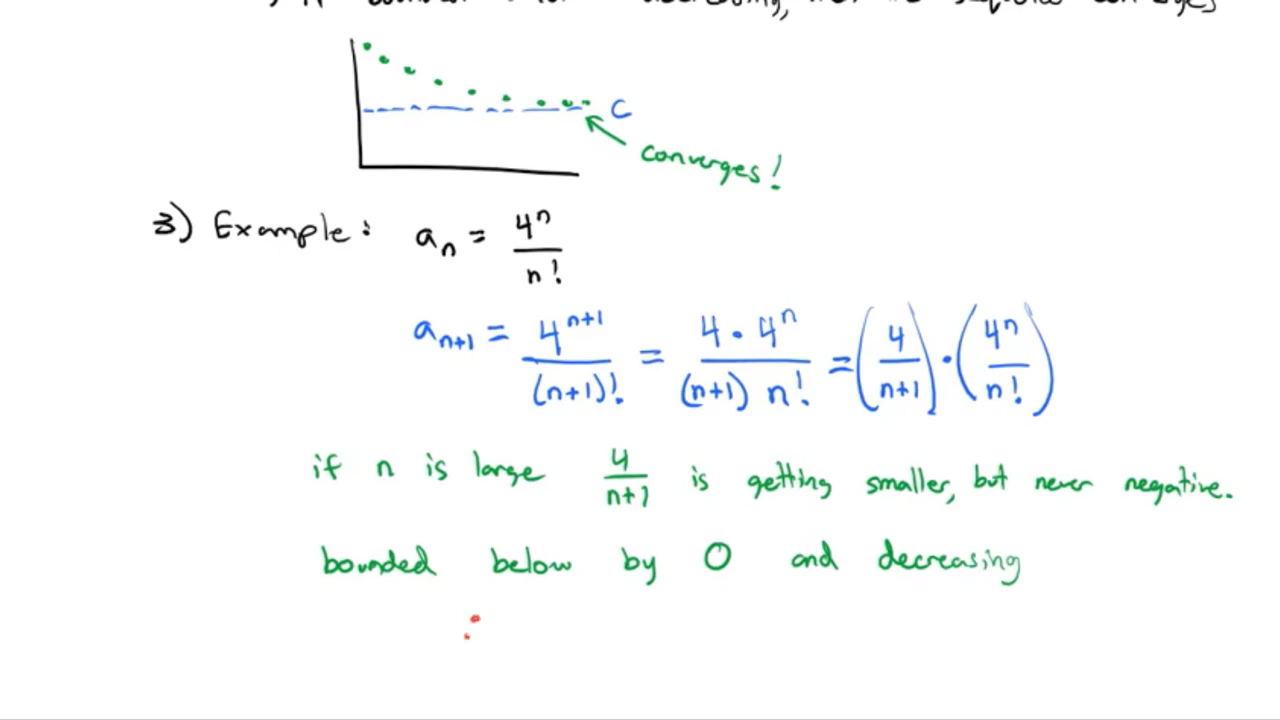 decreasing,
C
converges!
3) Example: a_n = 4^n / n!
a_{n+1} = 4^{n+1} / (n+1)! = 4 · 4^n / (n+1) n! = (4 / n+1) · (4^n / n!)
if n is large 4 / n+1 is getting smaller, but never negative.
bounded below by 0 and decreasing